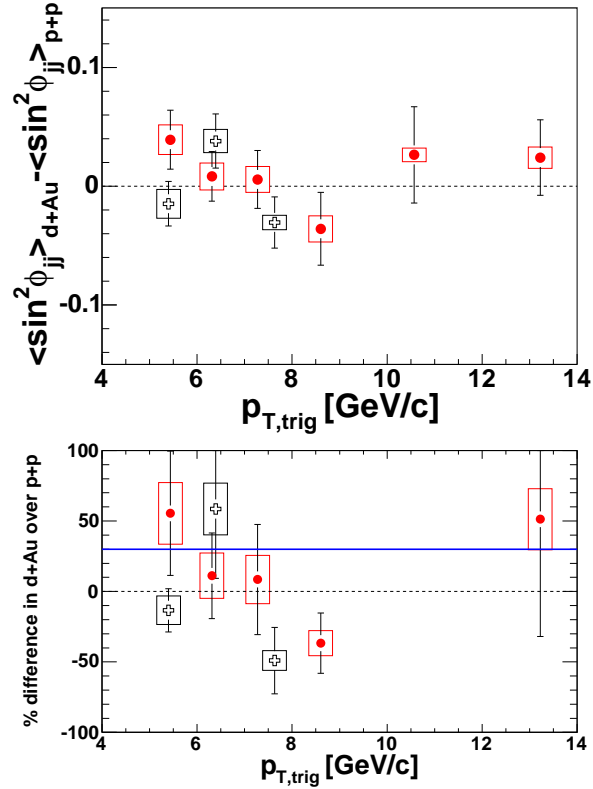 <sin²ϕjj>d+Au-<sin²ϕjj>p+p
0.1
0
-0.1
4 6 8 10 12 14
pT,trig [GeV/c]
% difference in d+Au over p+p
100
50
0
-50
-100
4 6 8 10 12 14
pT,trig [GeV/c]